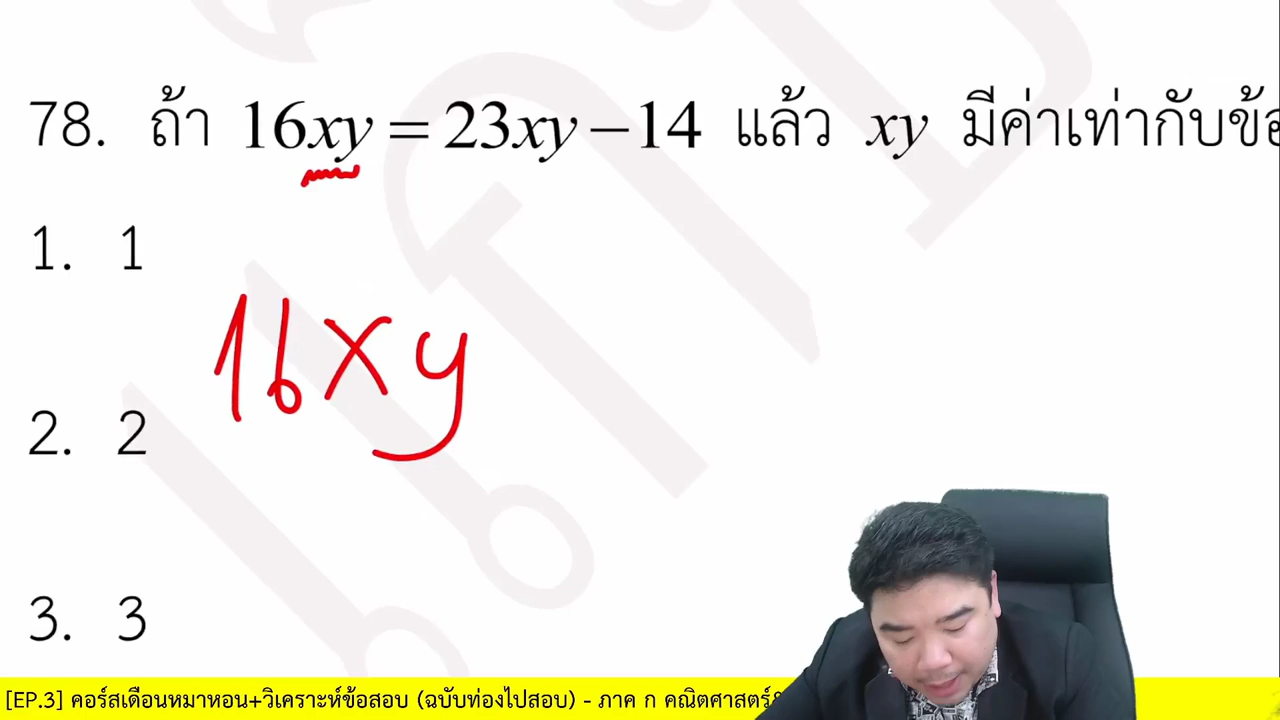 78. ถ้า 16xy = 23xy – 14 แล้ว xy มีค่าเท่ากับข้อ
1. 1
16xy
2. 2
3. 3
[EP.3] คอร์สเดือนหมาหอน+วิเคราะห์ข้อสอบ (ฉบับท่องไปสอบ) - ภาค ก คณิตศาสตร์